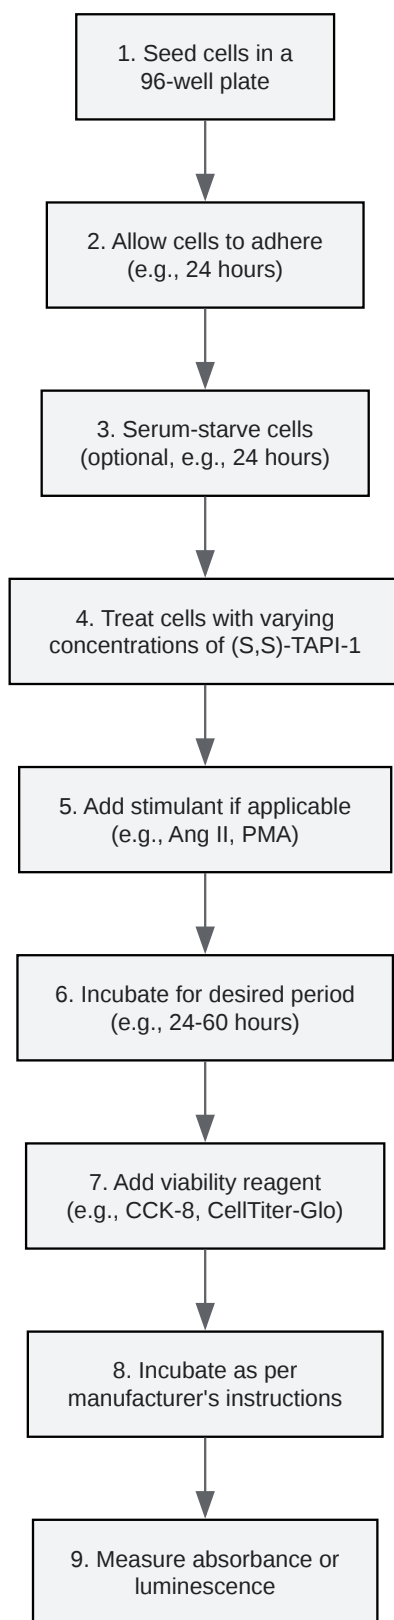 1. Seed cells in a
96-well plate
2. Allow cells to adhere
(e.g., 24 hours)
3. Serum-starve cells
(optional, e.g., 24 hours)
4. Treat cells with varying
concentrations of (S,S)-TAPI-1
5. Add stimulant if applicable
(e.g., Ang II, PMA)
6. Incubate for desired period
(e.g., 24-60 hours)
7. Add viability reagent
(e.g., CCK-8, CellTiter-Glo)
8. Incubate as per
manufacturer's instructions
9. Measure absorbance or
luminescence